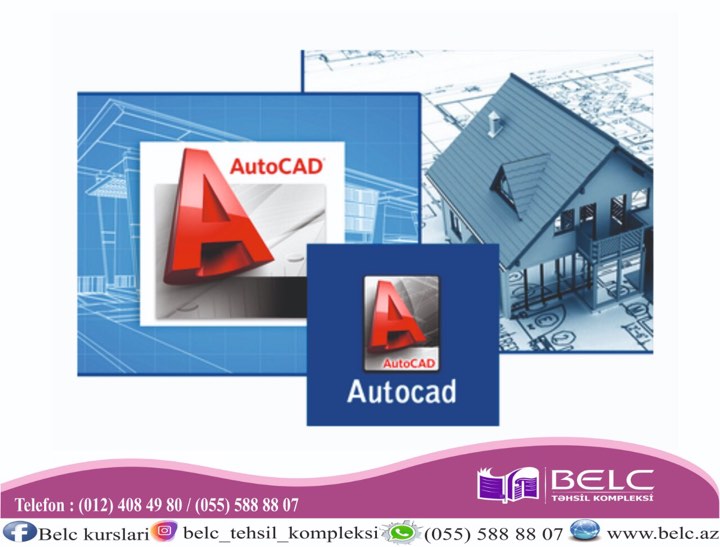 AutoCAD
AutoCAD
Autocad
BELC
TƏHSİL KOMPLEKSİ
Telefon : (012) 408 49 80 / (055) 588 88 07
Belc kurslari belc_tehsil_kompleksi (055) 588 88 07 www.belc.az